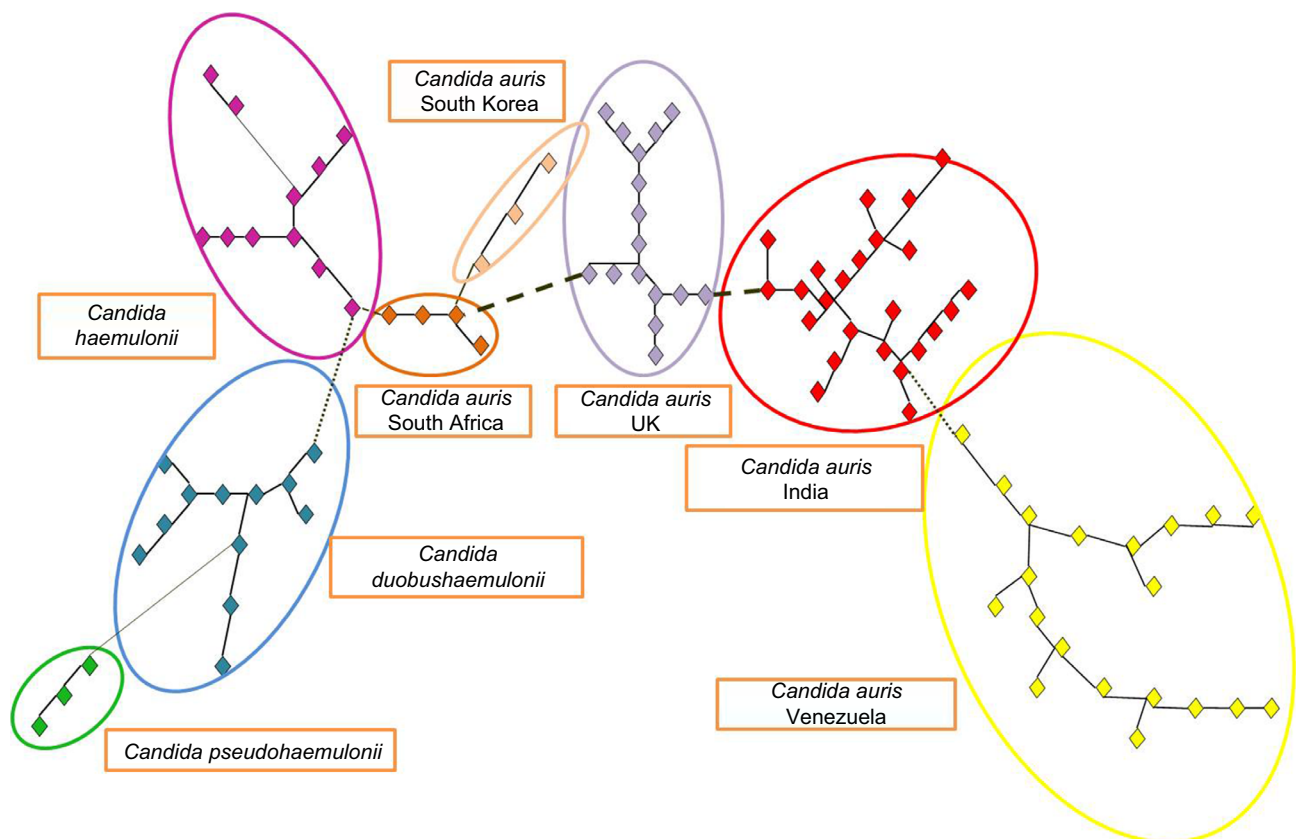 Candida auris
South Korea
Candida
haemulonii
Candida auris
South Africa
Candida auris
UK
Candida auris
India
Candida
duobushaemulonii
Candida auris
Venezuela
Candida pseudohaemulonii